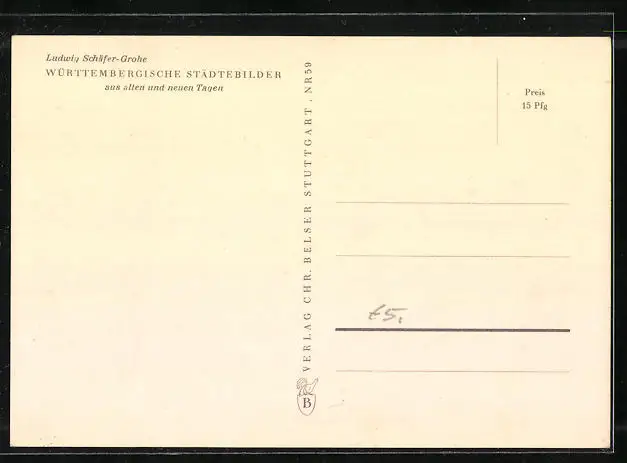 Ludwig Schäfer-Grohe
WÜRTTEMBERGISCHE STÄDTEBILDER
aus alten und neuen Tagen
VERLAG CHR. BELSER STUTTGART . NR 59
B
Preis
15 Pfg
£5,